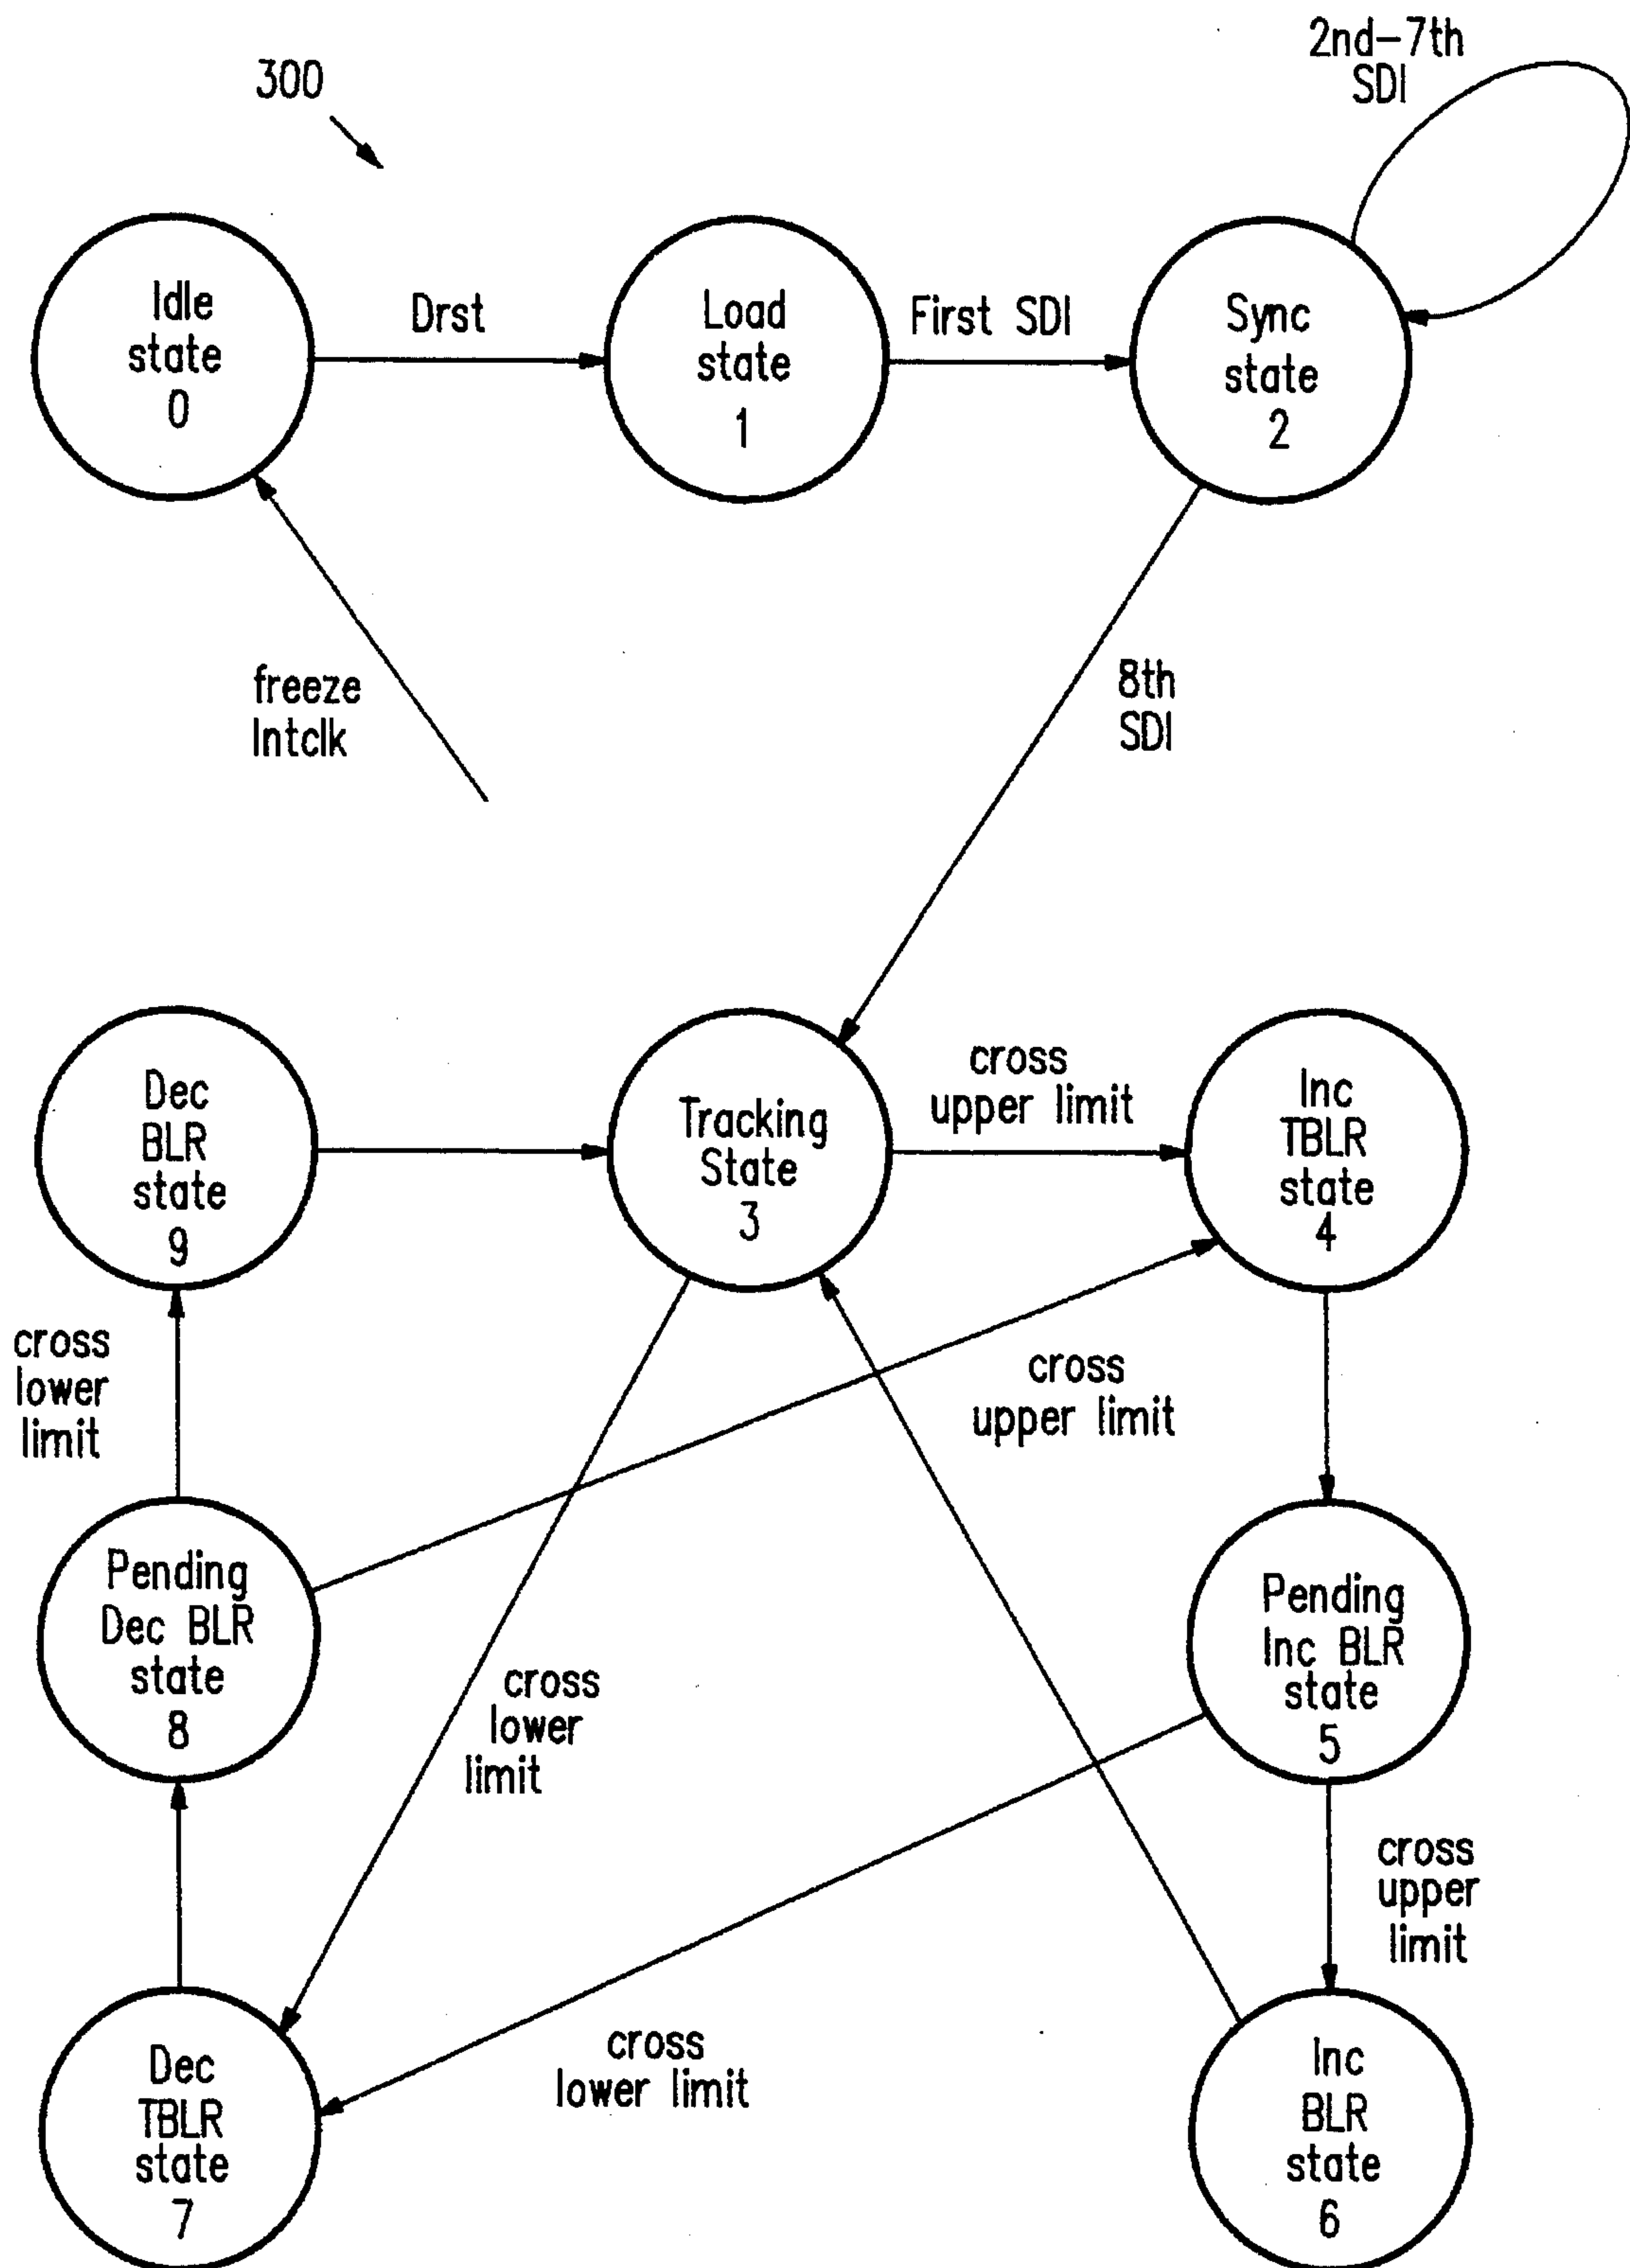 300
2nd-7th
SDI
Idle
state
0
Drst
Load
state
1
First SDI
Sync
state
2
freeze
Intclk
8th
SDI
Dec
BLR
state
9
Tracking
State
3
cross
upper limit
Inc
TBLR
state
4
cross
lower
limit
cross
upper limit
Pending
Dec BLR
state
8
cross
lower
limit
Pending
Inc BLR
state
5
cross
upper
limit
Dec
TBLR
state
7
cross
lower limit
Inc
BLR
state
6